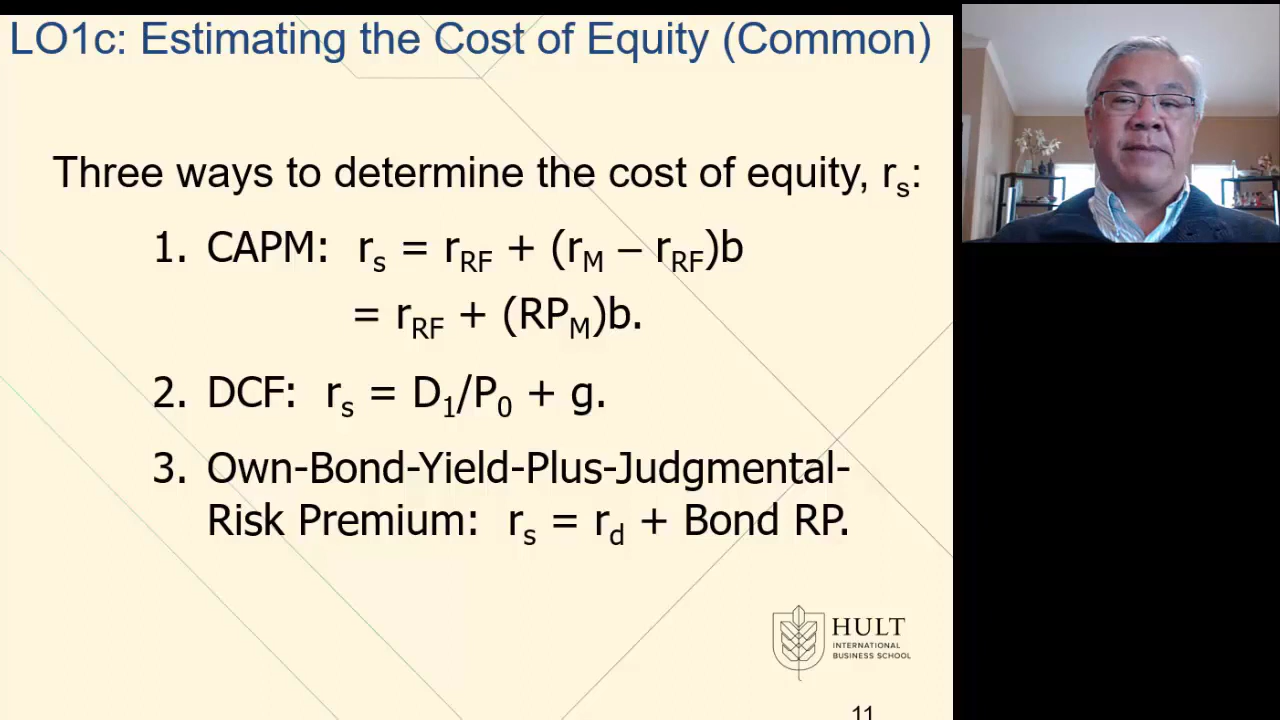 LO1c: Estimating the Cost of Equity (Common)
Three ways to determine the cost of equity, rs:
1. CAPM: rs = rRF + (rM – rRF)b
= rRF + (RPM)b.
2. DCF: rs = D1/P0 + g.
3. Own-Bond-Yield-Plus-Judgmental-
Risk Premium: rs = rd + Bond RP.
HULT
INTERNATIONAL
BUSINESS SCHOOL
11